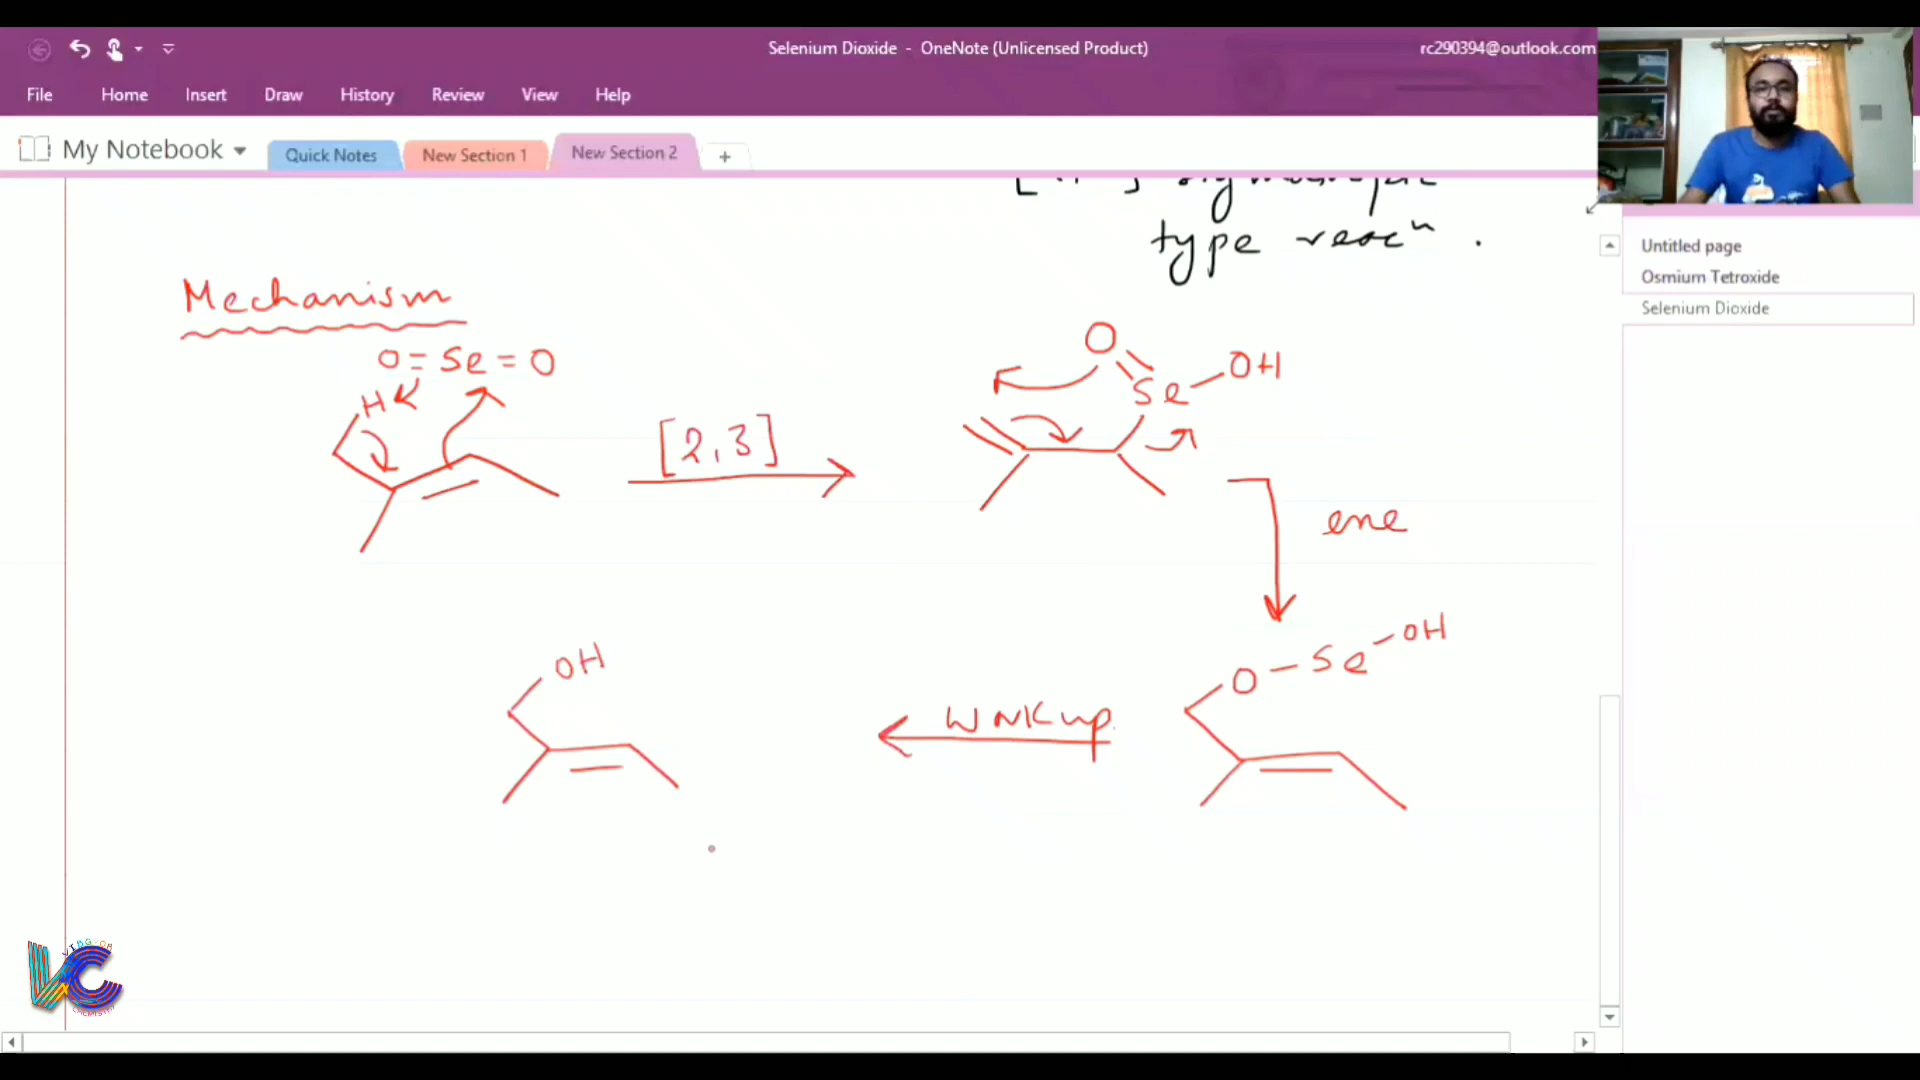 Selenium Dioxide - OneNote (Unlicensed Product)
rc290394@outlook.com
File Home Insert Draw History Review View Help
My Notebook
Quick Notes
New Section 1
New Section 2
+
Untitled page
Osmium Tetroxide
Selenium Dioxide
type reacⁿ .
Mechanism
O=Se=O
H
[2,3]
O
Se
OH
ene
O-Se-OH
Workup
OH